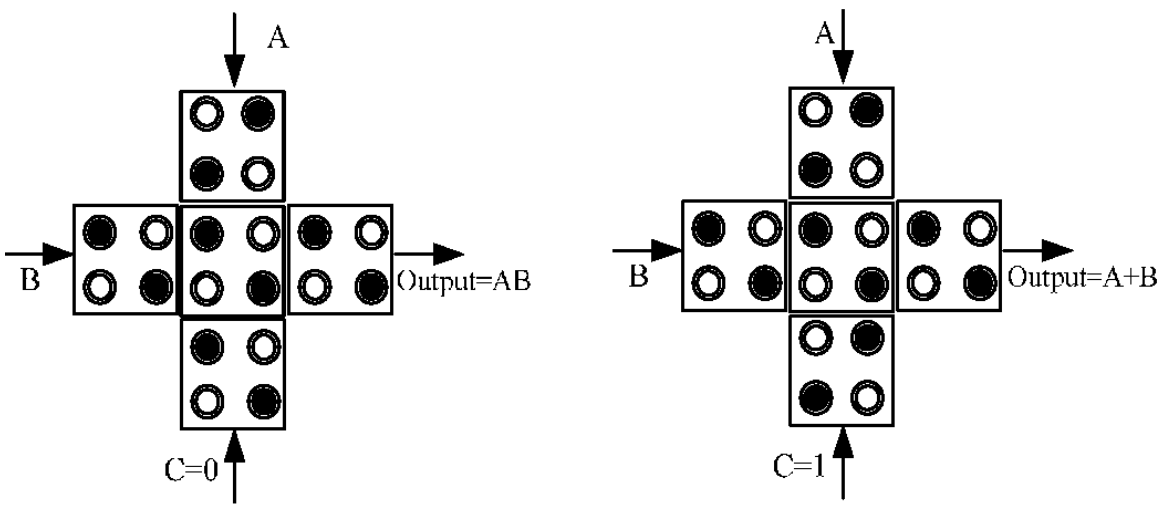 A
B
Output=AB
C=0
A
B
Output=A+B
C=1